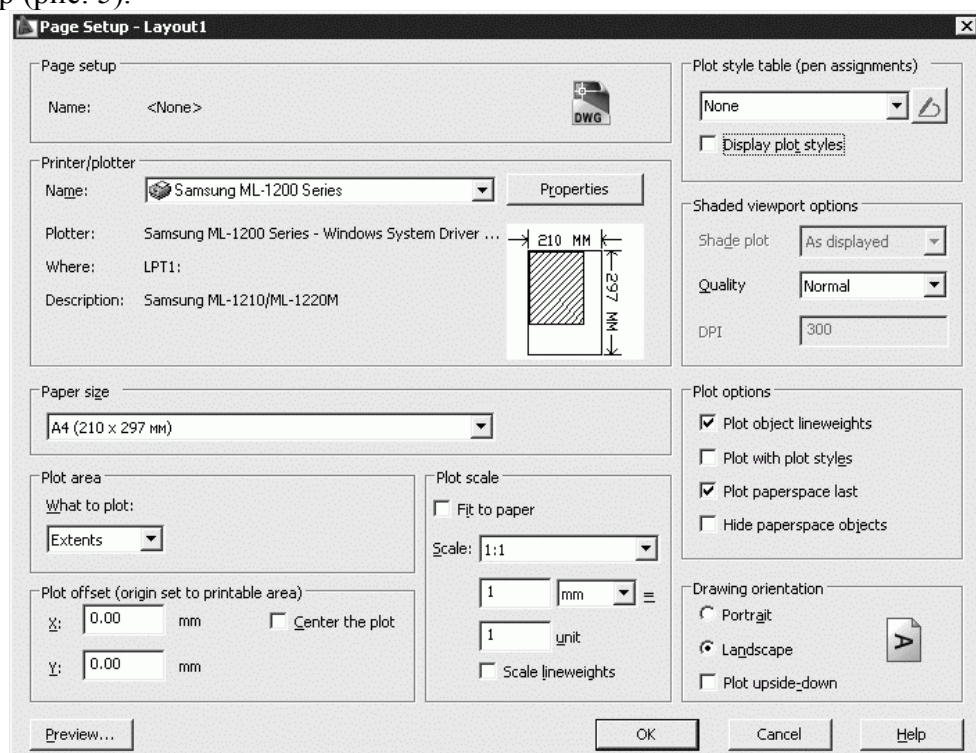 р (рис. 5).
Page Setup - Layout1
Page setup
Name: <None>
DWG
Printer/plotter
Name: Samsung ML-1200 Series
Properties
Plotter: Samsung ML-1200 Series - Windows System Driver ...
Where: LPT1:
Description: Samsung ML-1210/ML-1220M
210 MM
297 MM
Paper size
A4 (210 x 297 мм)
Plot area
What to plot:
Extents
Plot offset (origin set to printable area)
X: 0.00 mm
Center the plot
Y: 0.00 mm
Plot scale
Fit to paper
Scale: 1:1
1 mm =
1 unit
Scale lineweights
Plot style table (pen assignments)
None
Display plot styles
Shaded viewport options
Shade plot As displayed
Quality Normal
DPI 300
Plot options
Plot object lineweights
Plot with plot styles
Plot paperspace last
Hide paperspace objects
Drawing orientation
Portrait
Landscape
A
Plot upside-down
Preview...
OK
Cancel
Help